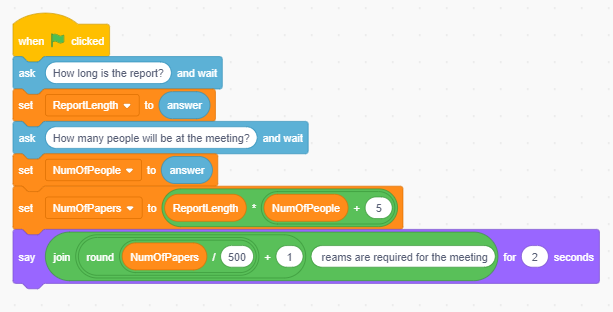 when clicked
ask How long is the report? and wait
set ReportLength to answer
ask How many people will be at the meeting? and wait
set NumOfPeople to answer
set NumOfPapers to ReportLength * NumOfPeople + 5
say join round NumOfPapers / 500 + 1 reams are required for the meeting for 2 seconds